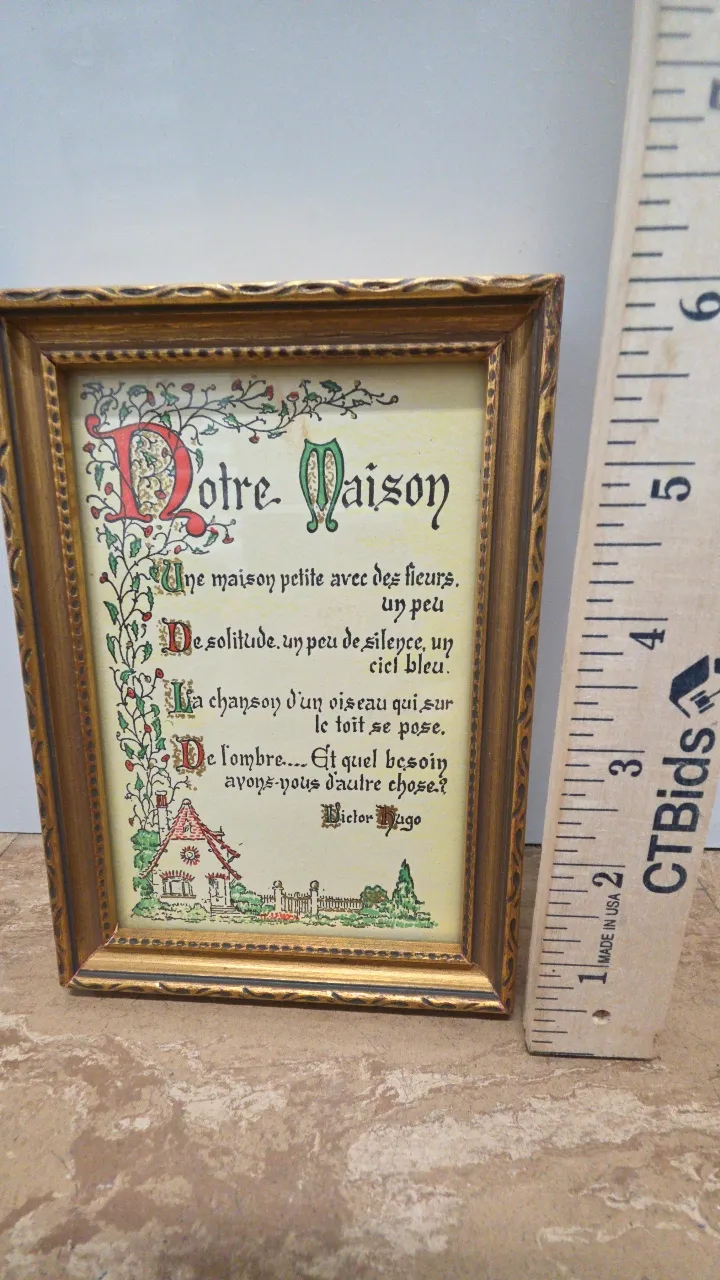 Notre Maison
Une maison petite avec des fleurs,
un peu
De solitude, un peu de silence, un
ciel bleu.
La chanson d'un oiseau qui sur
le toit se pose,
De l'ombre.... Et quel besoin
avons-nous d'autre chose?
Victor Hugo
6
5
4
3
2
1
CTBids
MADE IN USA